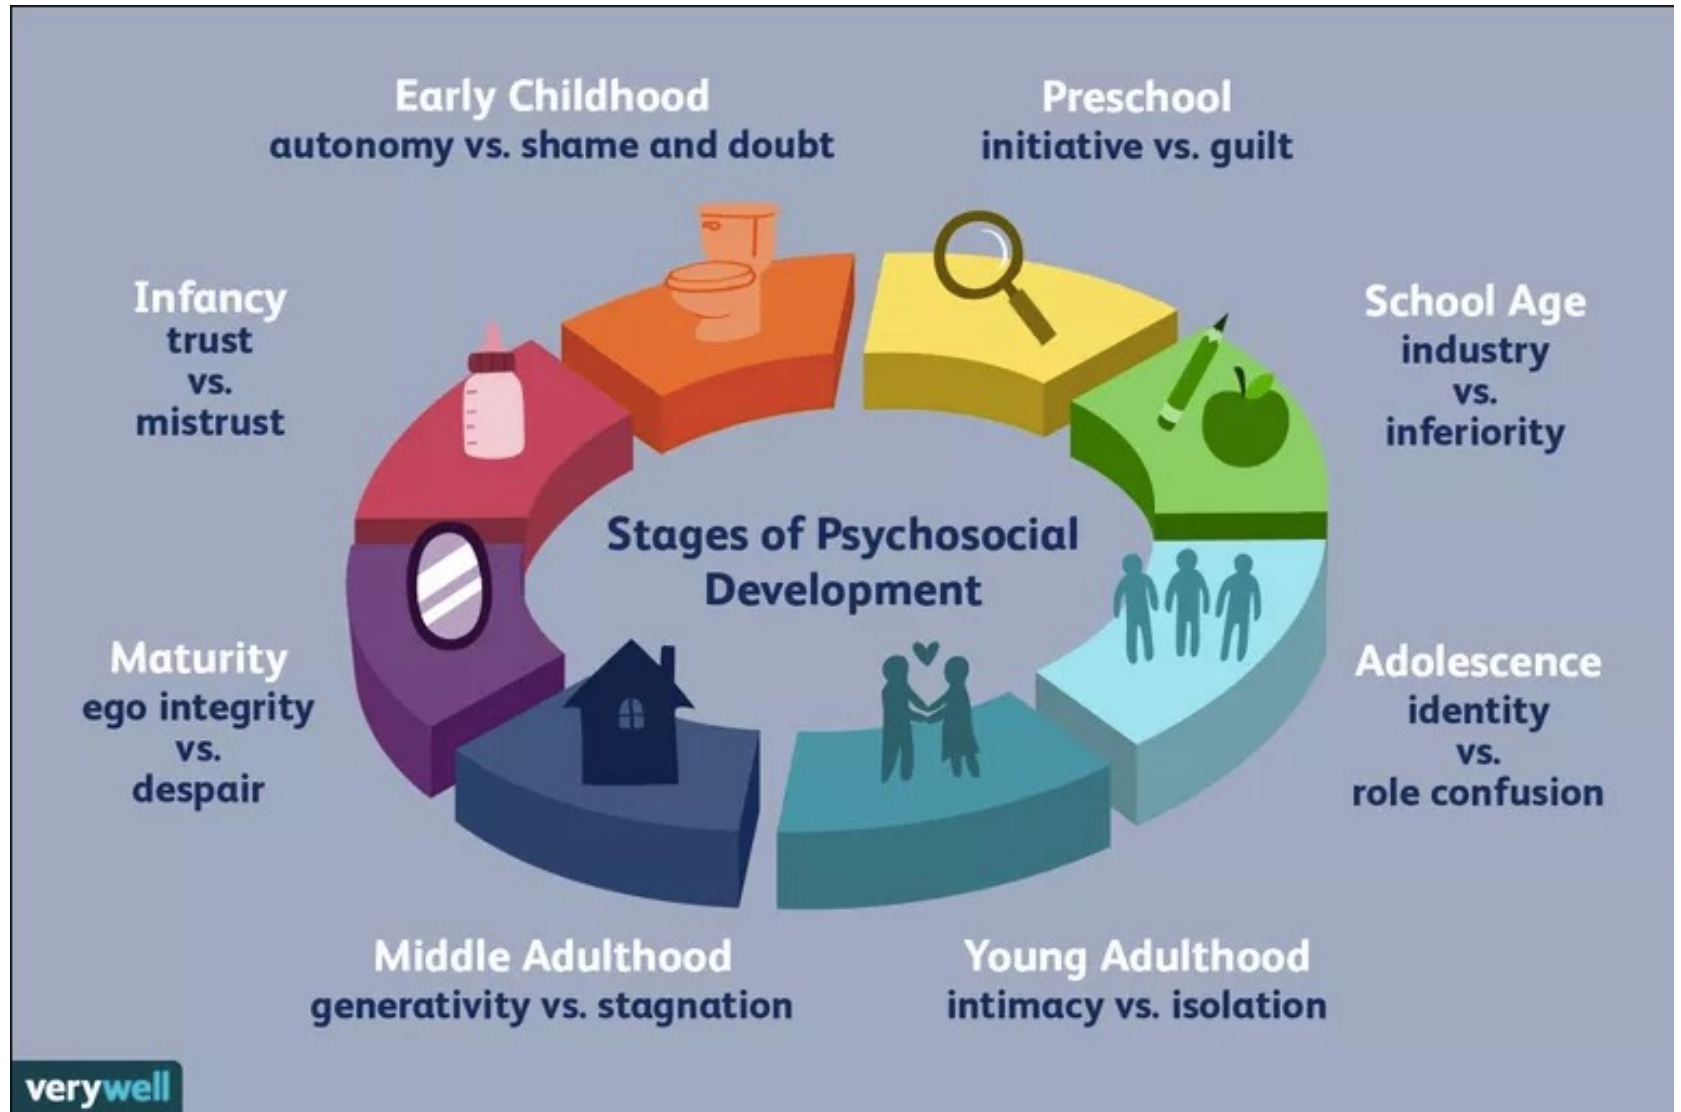 Early Childhood
autonomy vs. shame and doubt
Preschool
initiative vs. guilt
Infancy
trust
vs.
mistrust
School Age
industry
vs.
inferiority
Stages of Psychosocial
Development
Maturity
ego integrity
vs.
despair
Adolescence
identity
vs.
role confusion
Middle Adulthood
generativity vs. stagnation
Young Adulthood
intimacy vs. isolation
verywell